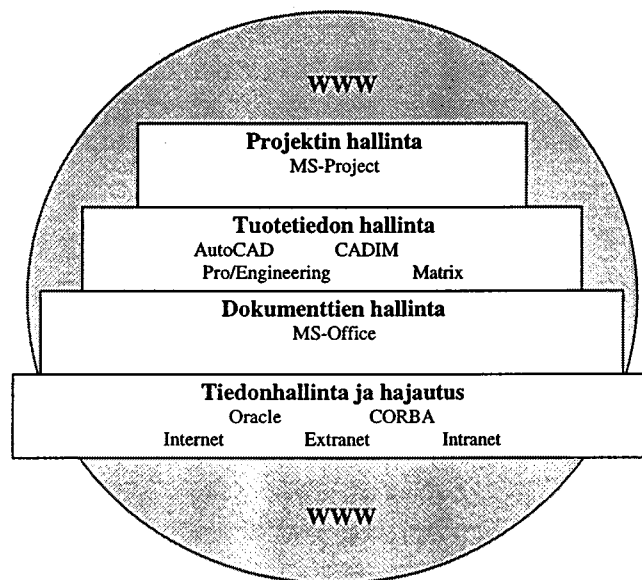 WWW
Projektin hallinta
MS-Project
Tuotetiedon hallinta
AutoCAD CADIM
Pro/Engineering Matrix
Dokumenttien hallinta
MS-Office
Tiedonhallinta ja hajautus
Oracle CORBA
Internet Extranet Intranet
WWW